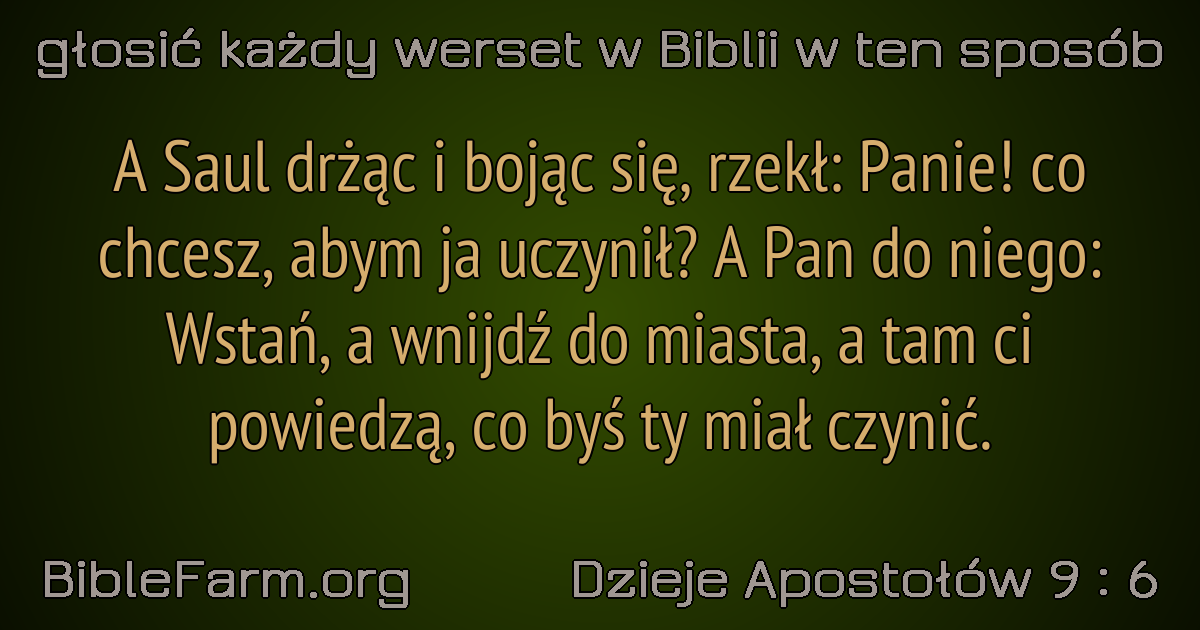 głosić każdy werset w Biblii w ten sposób
A Saul drżąc i bojąc się, rzekł: Panie! co
chcesz, abym ja uczynił? A Pan do niego:
Wstań, a wnijdź do miasta, a tam ci
powiedzą, co byś ty miał czynić.
BibleFarm.org
Dzieje Apostołów 9 : 6